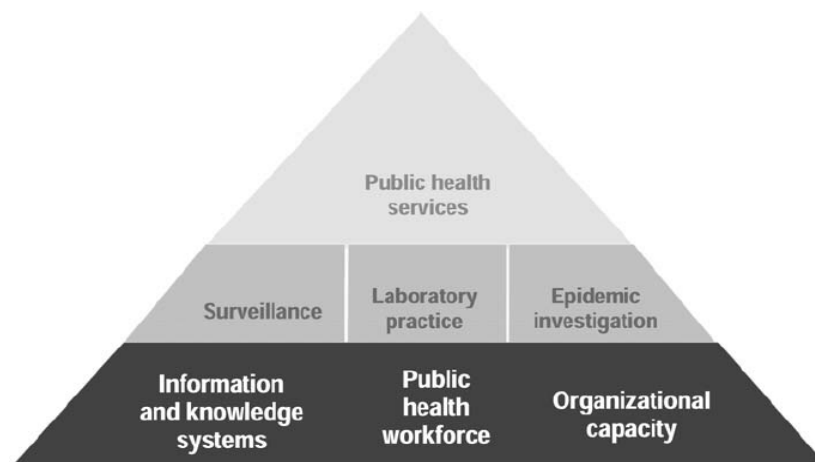 Public health
services
Surveillance
Laboratory
practice
Epidemic
investigation
Information
and knowledge
systems
Public
health
workforce
Organizational
capacity